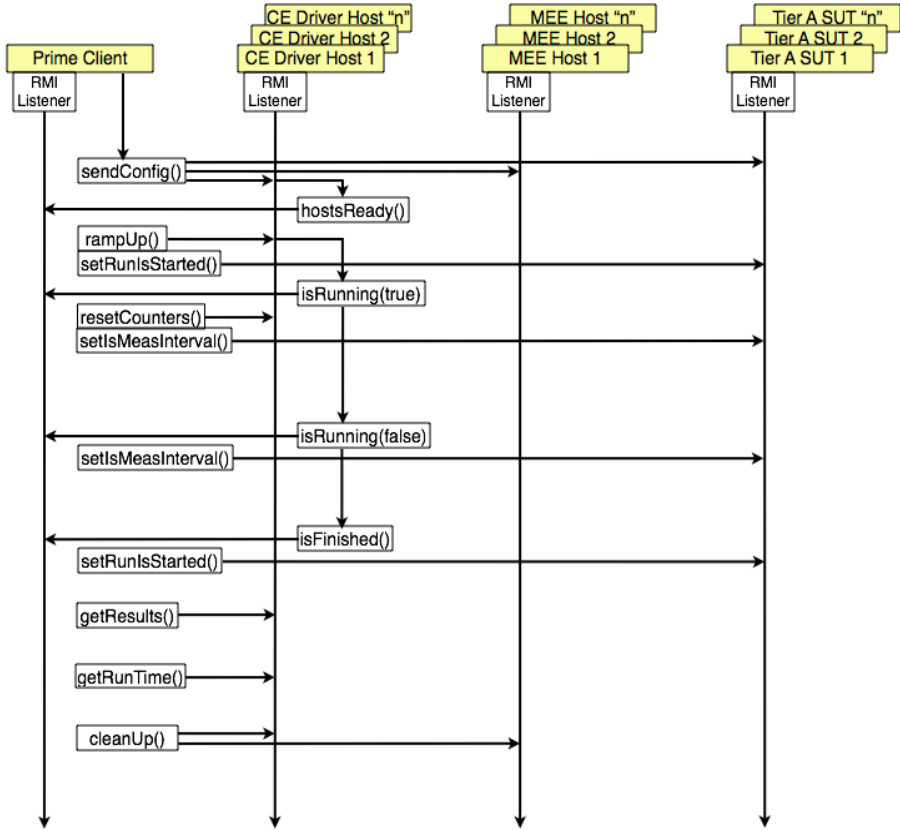 CE Driver Host “n”
MEE Host “n”
Tier A SUT “n”
CE Driver Host 2
MEE Host 2
Tier A SUT 2
Prime Client
CE Driver Host 1
MEE Host 1
Tier A SUT 1
RMI
Listener
RMI
Listener
RMI
Listener
RMI
Listener
sendConfig()
hostsReady()
rampUp()
setRunIsStarted()
isRunning(true)
resetCounters()
setIsMeasInterval()
isRunning(false)
setIsMeasInterval()
isFinished()
setRunIsStarted()
getResults()
getRunTime()
cleanUp()